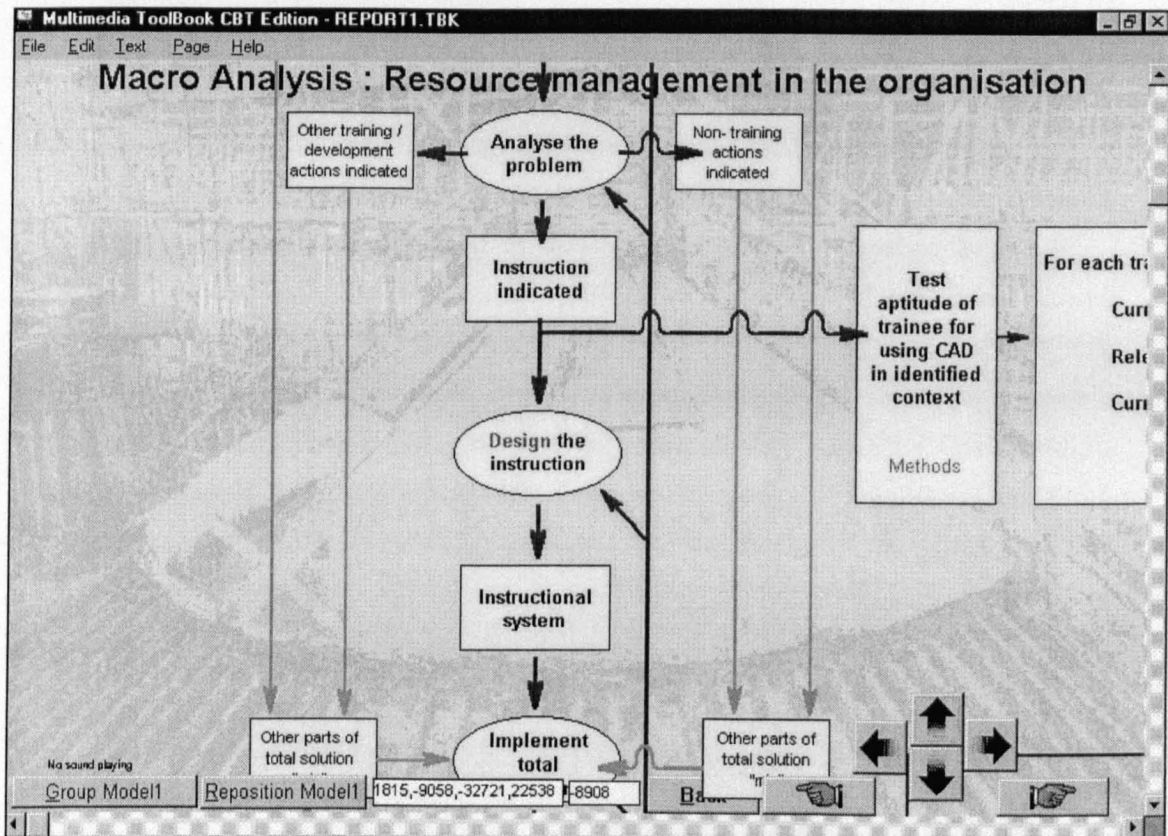 Multimedia ToolBook CBT Edition - REPORT1.TBK
File Edit Text Page Help
Macro Analysis : Resource management in the organisation
Other training /
development
actions indicated
Analyse the
problem
Non- training
actions
indicated
Instruction
indicated
Test
aptitude of
trainee for
using CAD
in identified
context
Methods
For each tra
Curr
Rele
Curr
Design the
instruction
Instructional
system
Other parts of
total solution
Implement
total
Other parts of
total solution
No sound playing
Group Model1
Reposition Model1
1815,-9058,-32721,22538
-8908
Back